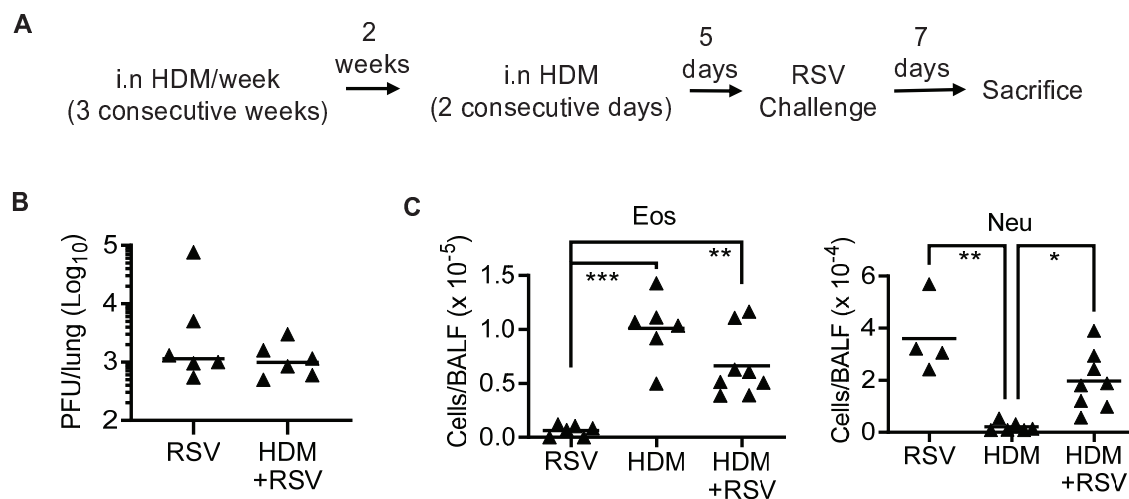 A
i.n HDM/week
(3 consecutive weeks)
2
weeks
i.n HDM
(2 consecutive days)
5
days
RSV
Challenge
7
days
Sacrifice
B
PFU/lung (Log10)
5
4
3
2
RSV
HDM
+RSV
C
Eos
Cells/BALF (x 10-5)
1.5
1.0
0.5
0.0
***
**
RSV
HDM
HDM
+RSV
Neu
Cells/BALF (x 10-4)
6
4
2
0
**
*
RSV
HDM
HDM
+RSV